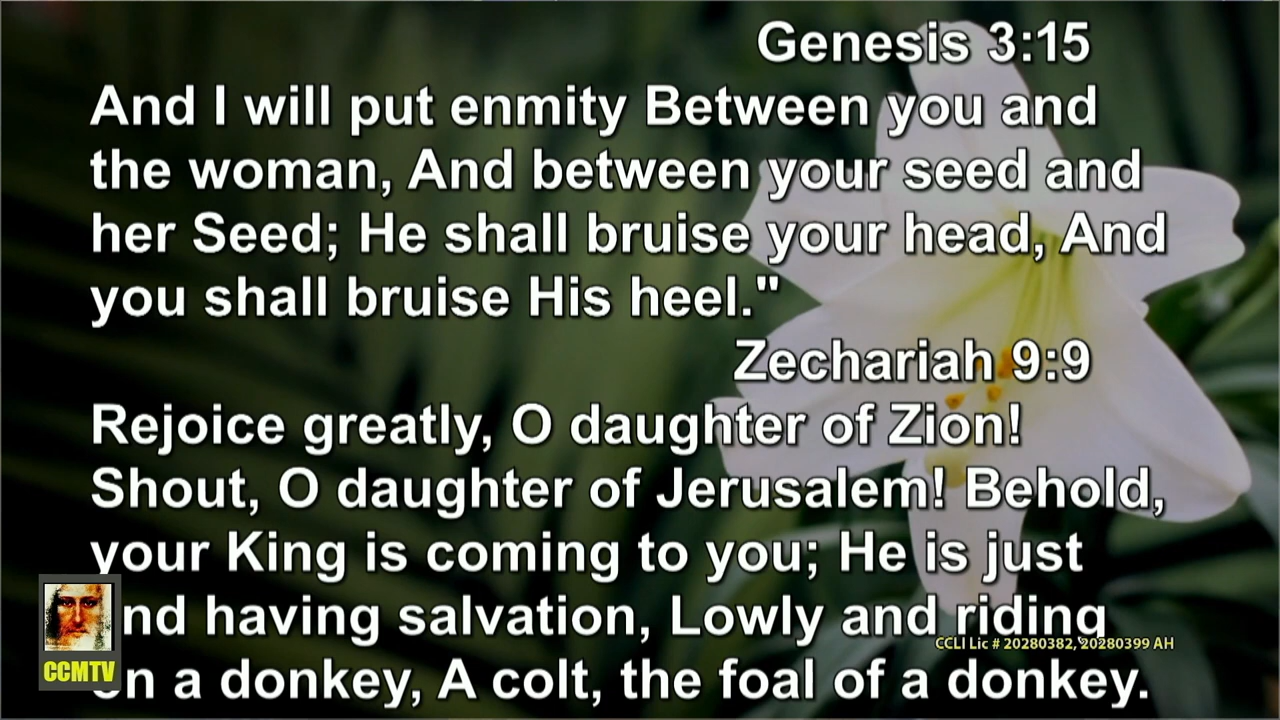 Genesis 3:15
And I will put enmity Between you and
the woman, And between your seed and
her Seed; He shall bruise your head, And
you shall bruise His heel."
Zechariah 9:9
Rejoice greatly, O daughter of Zion!
Shout, O daughter of Jerusalem! Behold,
your King is coming to you; He is just
and having salvation, Lowly and riding
on a donkey, A colt, the foal of a donkey.
CCLI Lic # 20280382, 20280399 AH
CCMTV